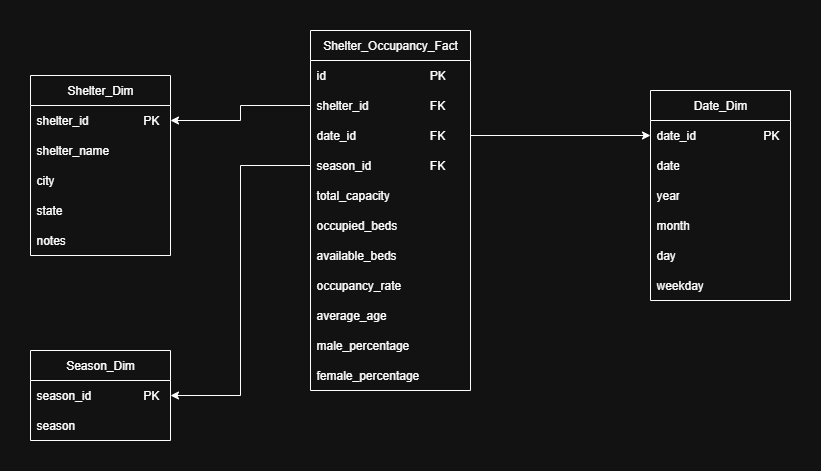 Shelter_Occupancy_Fact
id PK
shelter_id FK
date_id FK
season_id FK
total_capacity
occupied_beds
available_beds
occupancy_rate
average_age
male_percentage
female_percentage
Shelter_Dim
shelter_id PK
shelter_name
city
state
notes
Season_Dim
season_id PK
season
Date_Dim
date_id PK
date
year
month
day
weekday